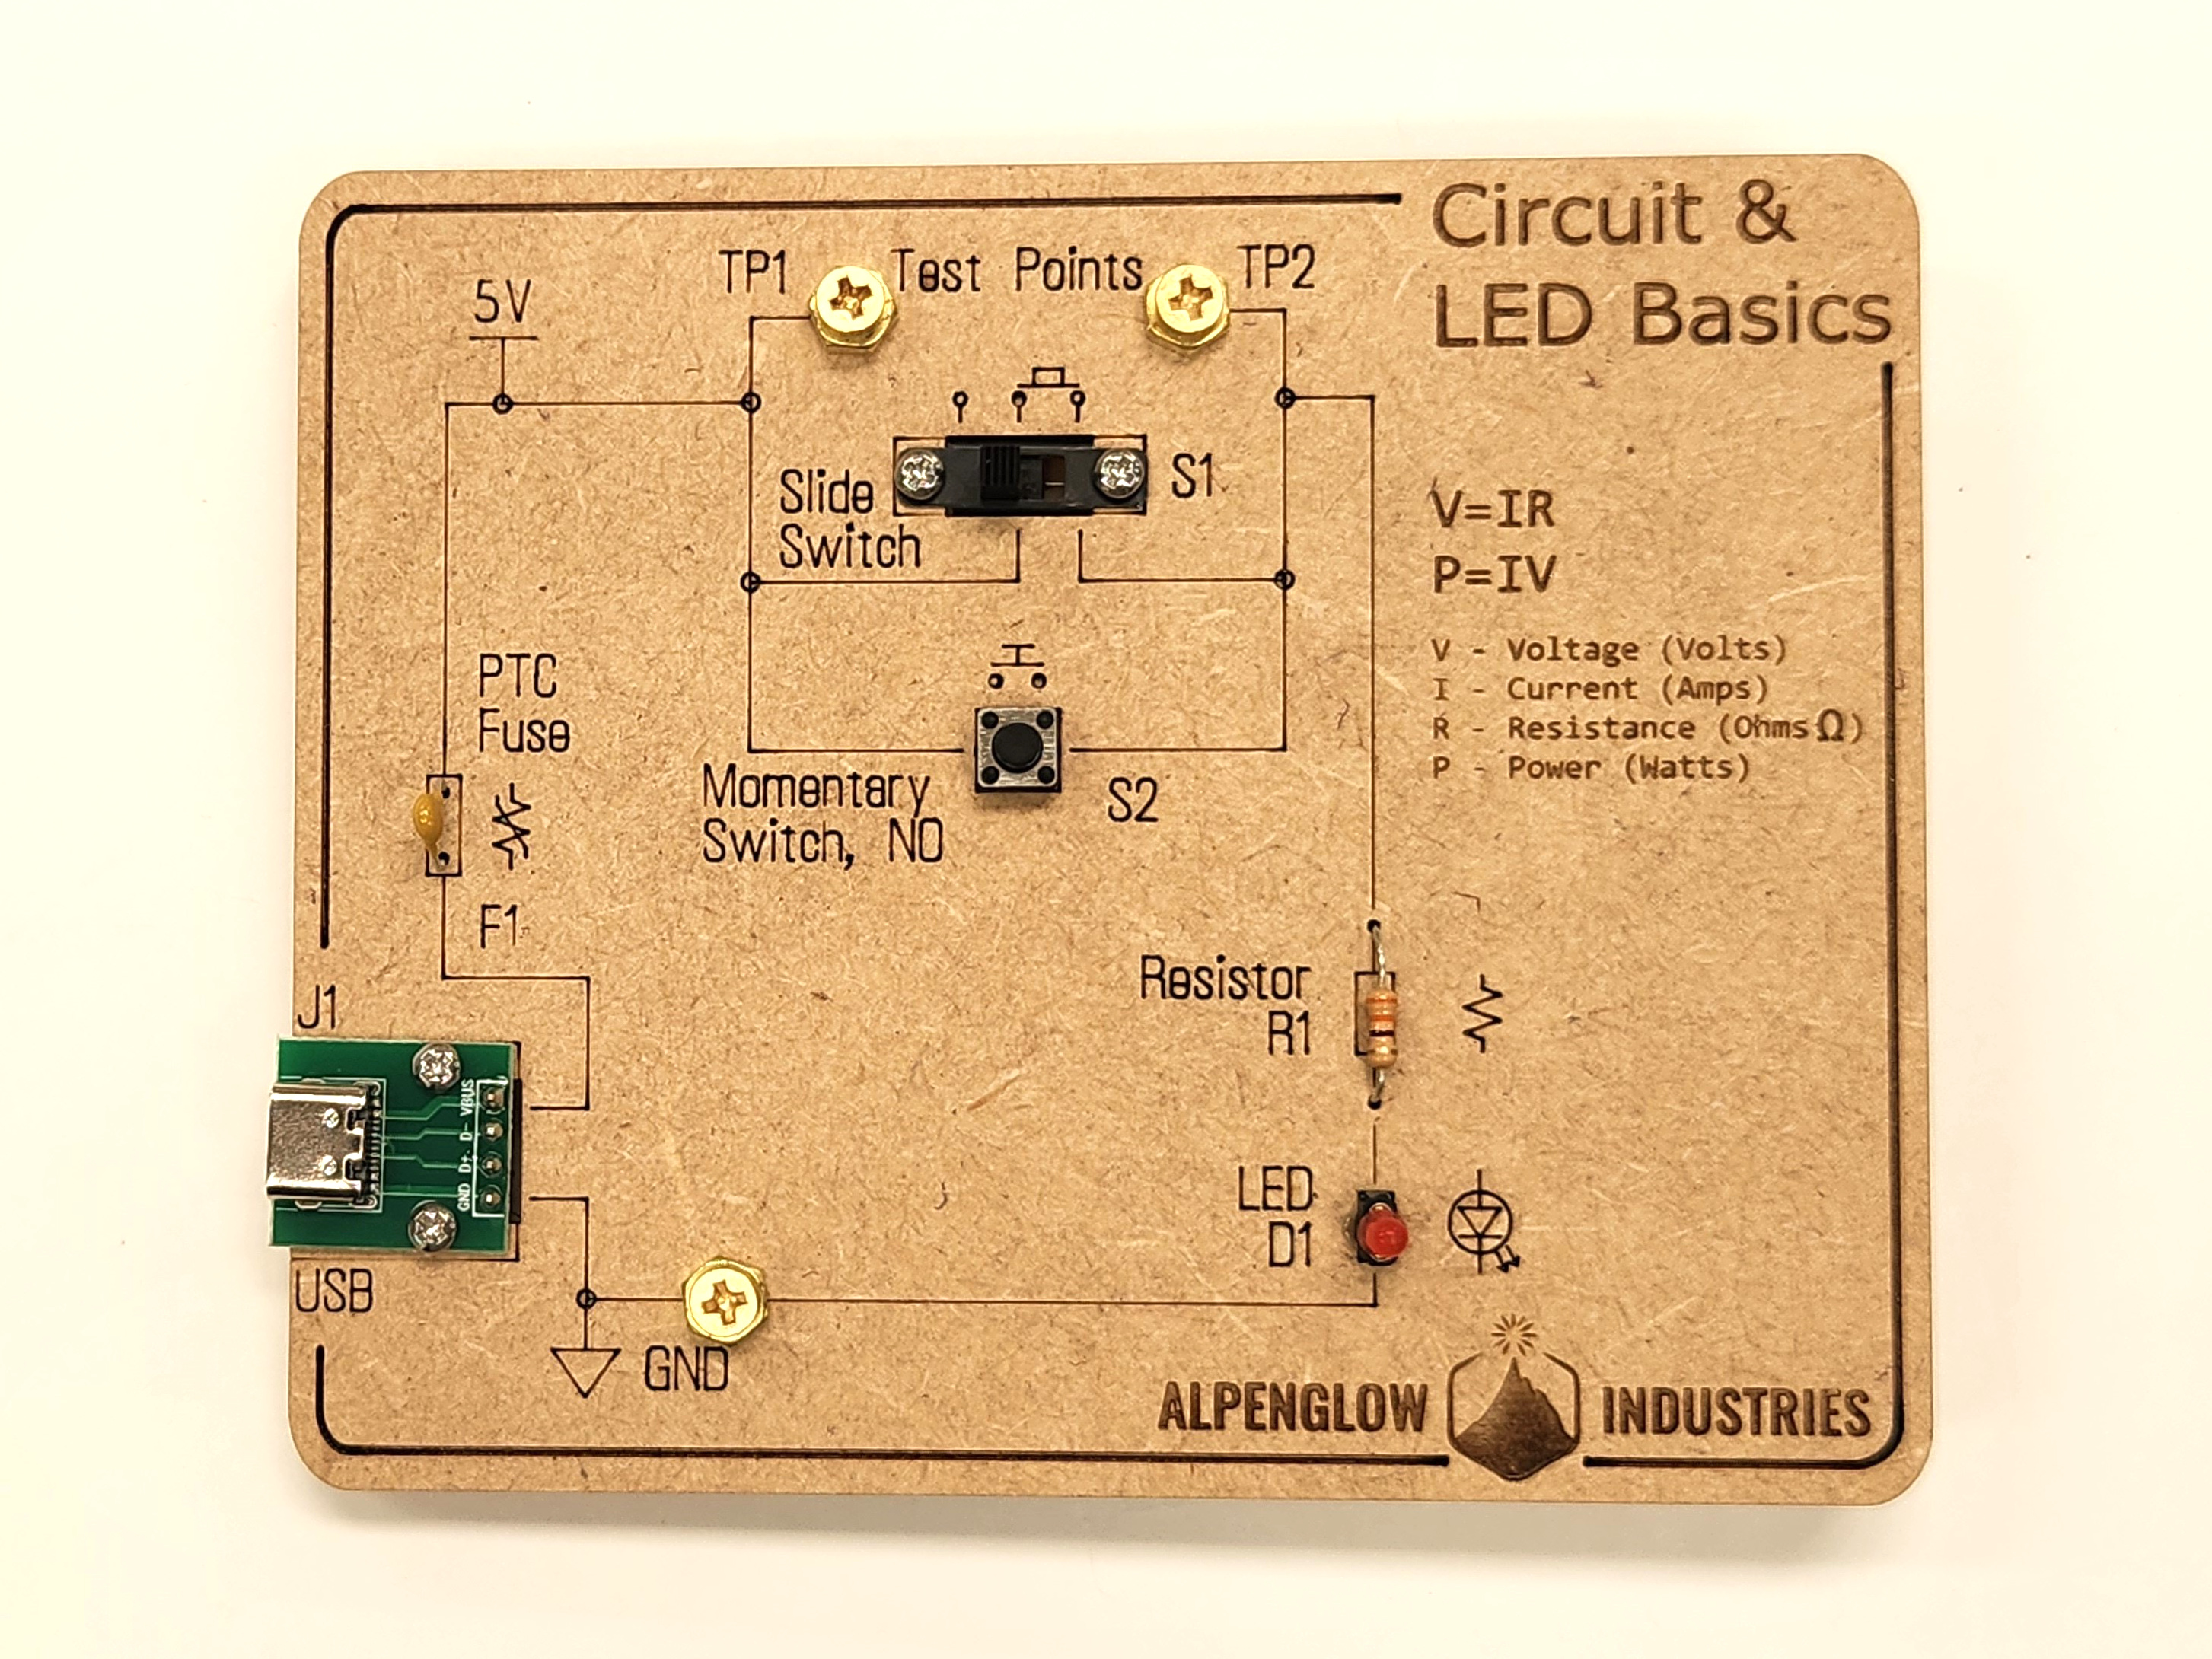 Circuit &
LED Basics
TP1 Test Points TP2
5V
Slide
Switch
S1
V=IR
P=IV
V - Voltage (Volts)
I - Current (Amps)
R - Resistance (Ohms Ω)
P - Power (Watts)
PTC
Fuse
F1
Momentary
Switch, NO
S2
Resistor
R1
J1
VBUS
D-
D+
GND
USB
LED
D1
GND
ALPENGLOW INDUSTRIES